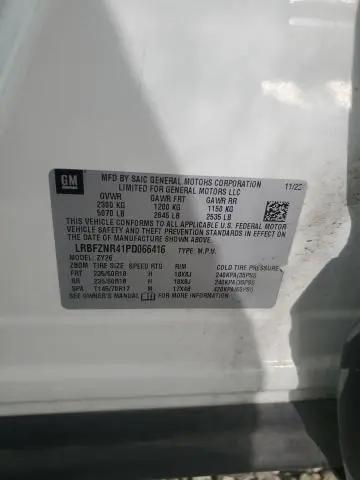 GM
MFD BY SAIC GENERAL MOTORS CORPORATION
LIMITED FOR GENERAL MOTORS LLC
11/22
GVWR GAWR FRT GAWR RR
2300 KG 1200 KG 1150 KG
5070 LB 2645 LB 2535 LB
THIS VEHICLE CONFORMS TO ALL APPLICABLE U.S. FEDERAL MOTOR
VEHICLE SAFETY, BUMPER, AND THEFT PREVENTION STANDARDS IN
EFFECT ON THE DATE OF MANUFACTURE SHOWN ABOVE.
LRBFZNR41PD066416 TYPE: M.P.V.
MODEL: ZY26
TIRE SIZE SPEED RTG RIM COLD TIRE PRESSURE
FRT 235/50R18 H 18X8J 240KPA(35PSI)
RR 235/50R18 H 18X8J 240KPA(35PSI)
SPA T145/70R17 M 17X4B 420KPA(60PSI)
SEE OWNER'S MANUAL FOR MORE INFORMATION